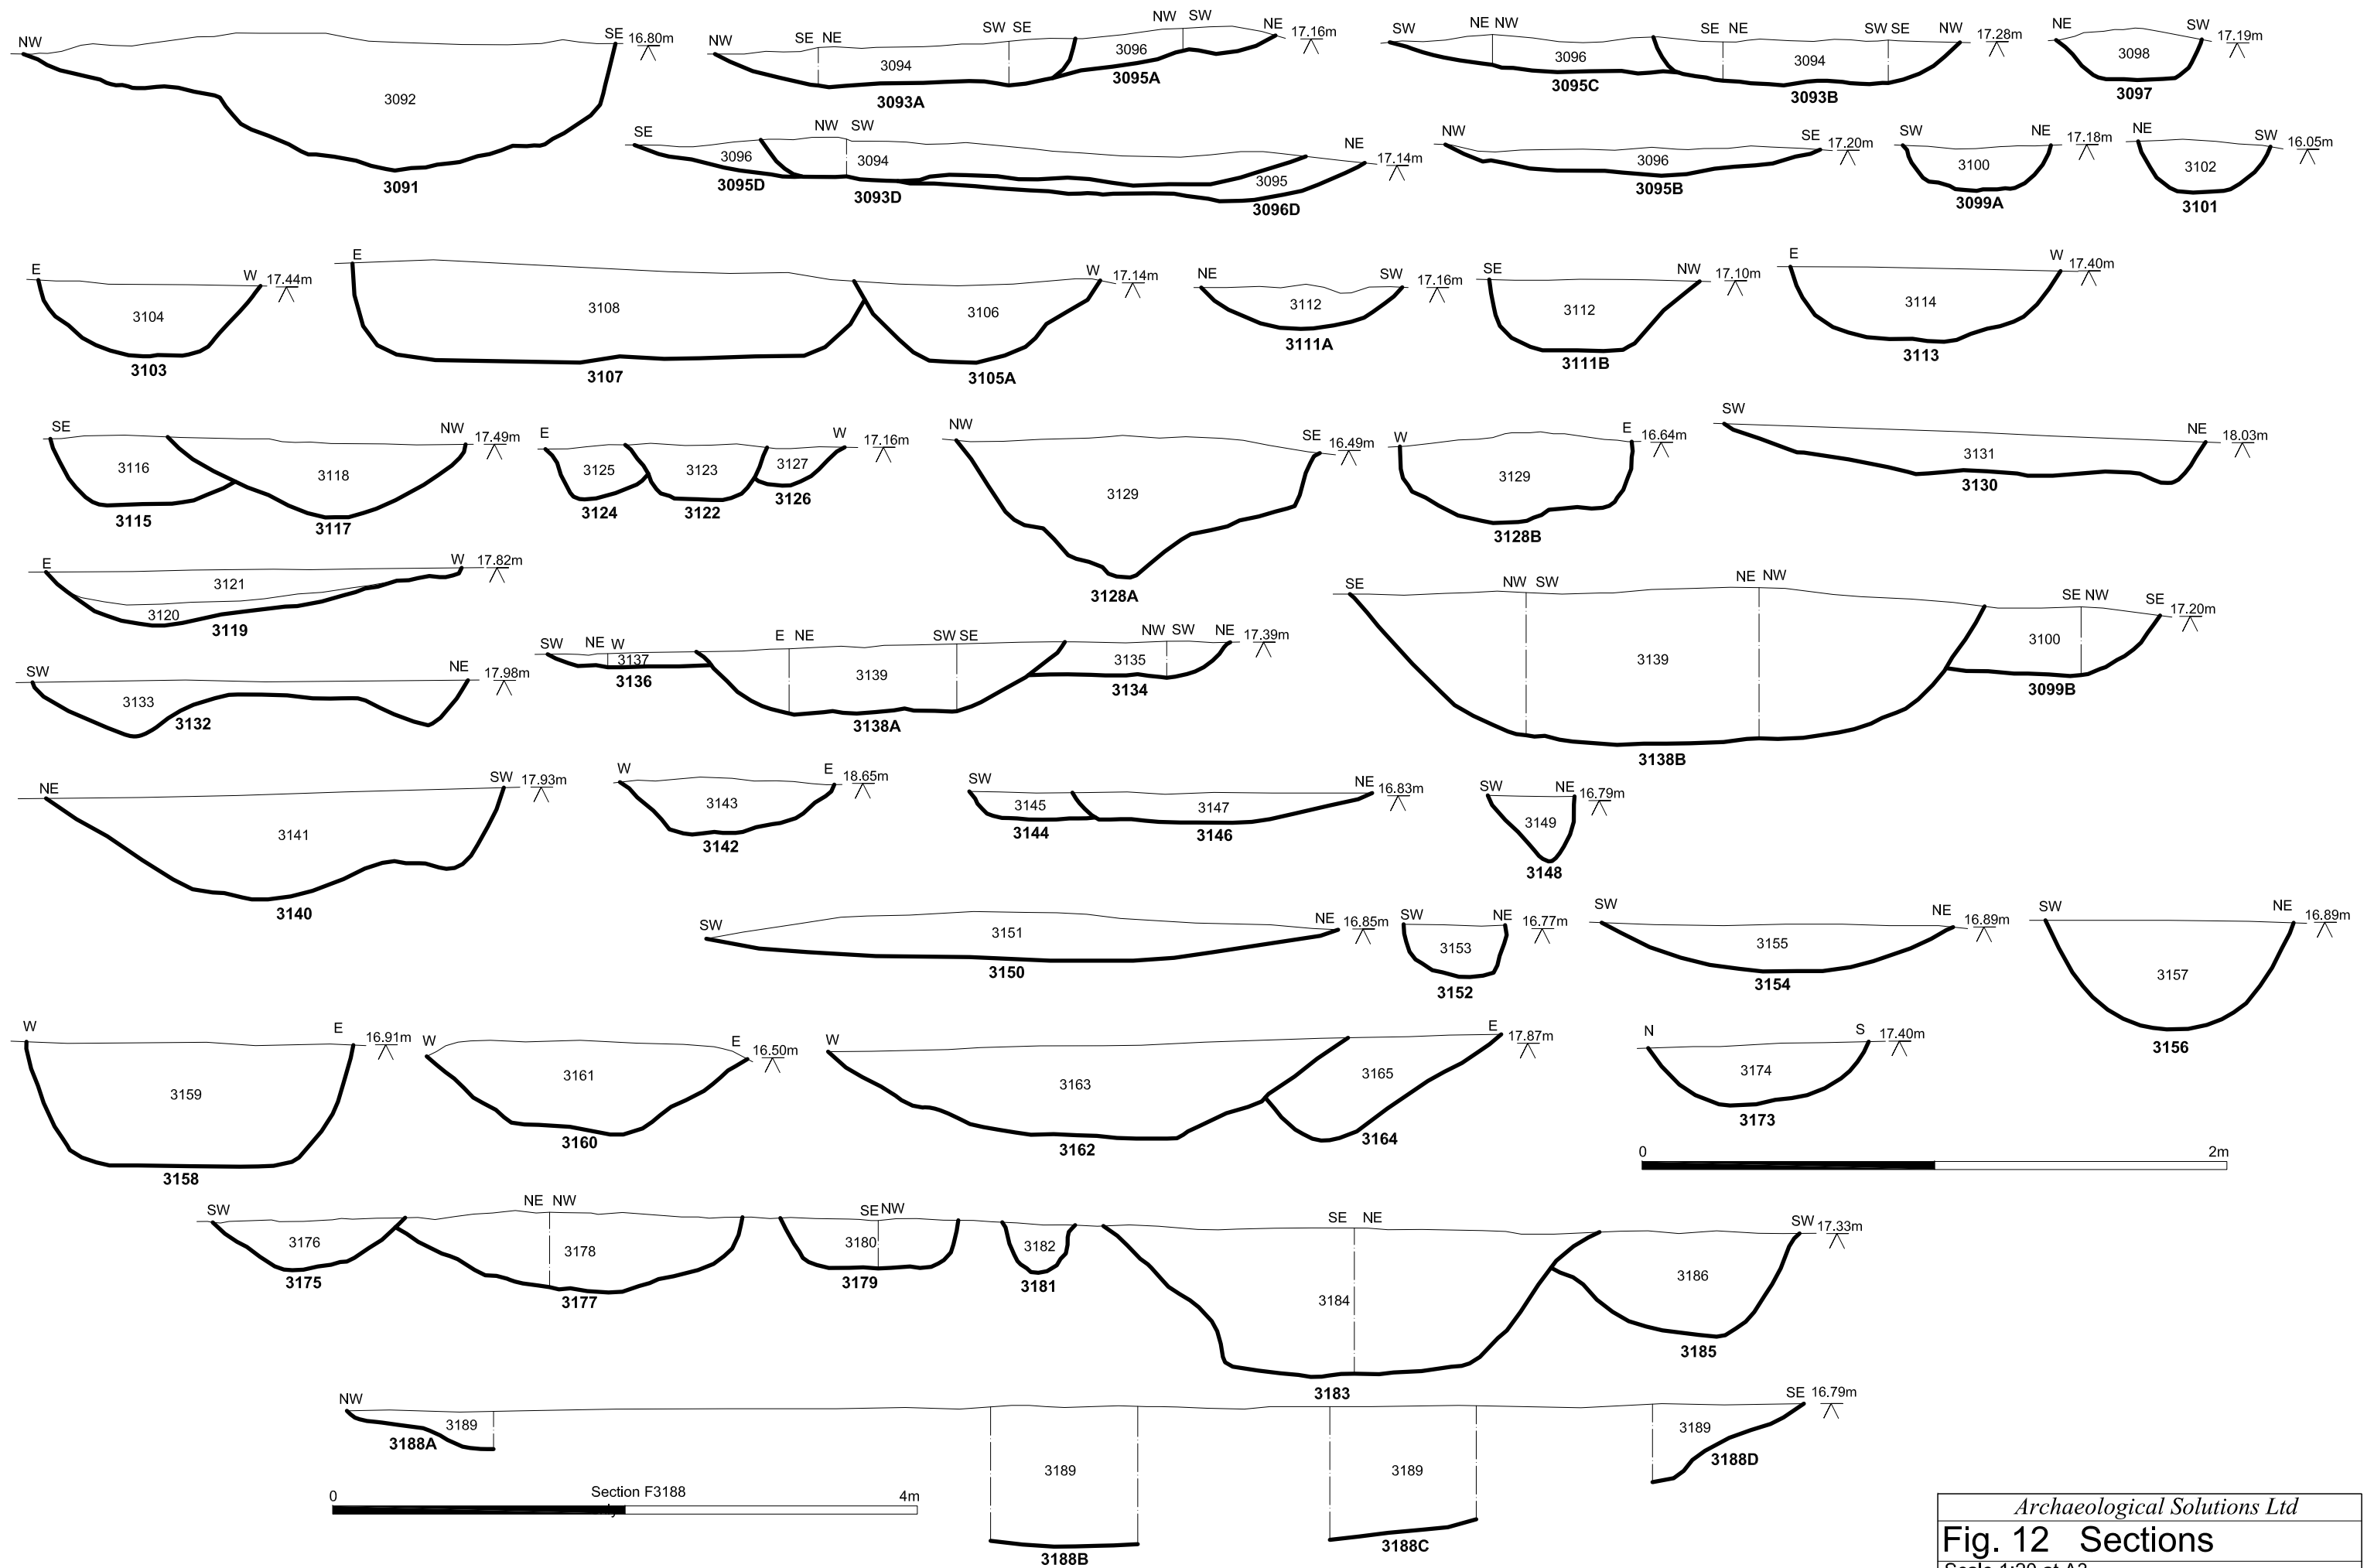 NW SE 16.80m
3092
3091
NW SE NE SW SE NW SW NE 17.16m
3094 3096
3093A 3095A
SW NE NW SE NE SW SE NW 17.28m
3096 3094
3095C 3093B
NE SW 17.19m
3098
3097
SE NW SW NE 17.14m
3096 3094 3095
3095D 3093D 3096D
NW SE 17.20m
3096
3095B
SW NE 17.18m
3100
3099A
NE SW 16.05m
3102
3101
E W 17.44m
3104
3103
E W 17.14m
3108 3106
3107 3105A
NE SW 17.16m
3112
3111A
SE NW 17.10m
3112
3111B
E W 17.40m
3114
3113
SE NW 17.49m
3116 3118
3115 3117
E W 17.16m
3125 3123 3127
3124 3122 3126
NW SE 16.49m
3129
3128A
W E 16.64m
3129
3128B
SW NE 18.03m
3131
3130
E W 17.82m
3121
3120
3119
SW NE W E NE SW SE NW SW NE 17.39m
3137 3139 3135
3136 3138A 3134
SE NW SW NE NW SE NW SE 17.20m
3139 3100
3138B 3099B
SW NE 17.98m
3133
3132
NE SW 17.93m
3141
3140
W E 18.65m
3143
3142
SW NE 16.83m
3145 3147
3144 3146
SW NE 16.79m
3149
3148
SW NE 16.85m
3151
3150
SW NE 16.77m
3153
3152
SW NE 16.89m
3155
3154
SW NE 16.89m
3157
3156
W E 16.91m
3159
3158
W E 16.50m
3161
3160
W E 17.87m
3163 3165
3162 3164
N S 17.40m
3174
3173
0 2m
SW NE NW SE NW SE NE SW 17.33m
3176 3178 3180 3182 3184 3186
3175 3177 3179 3181 3183 3185
NW SE 16.79m
3189 3189 3189 3189
3188A 3188B 3188C 3188D
Section F3188
0 4m
Archaeological Solutions Ltd
Fig. 12 Sections
Scale 1:20 at A3